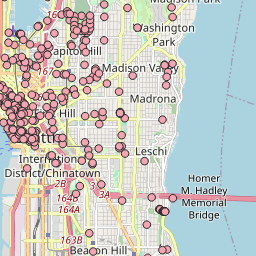 Madison Park
Washington
Park
Capitol Hill
167
Madison Valley
Madrona
Hill
Leschi
International
District/Chinatown
2B
2A
164B
164A
Homer
M. Hadley
Memorial
Bridge
163B
Beacon Hill